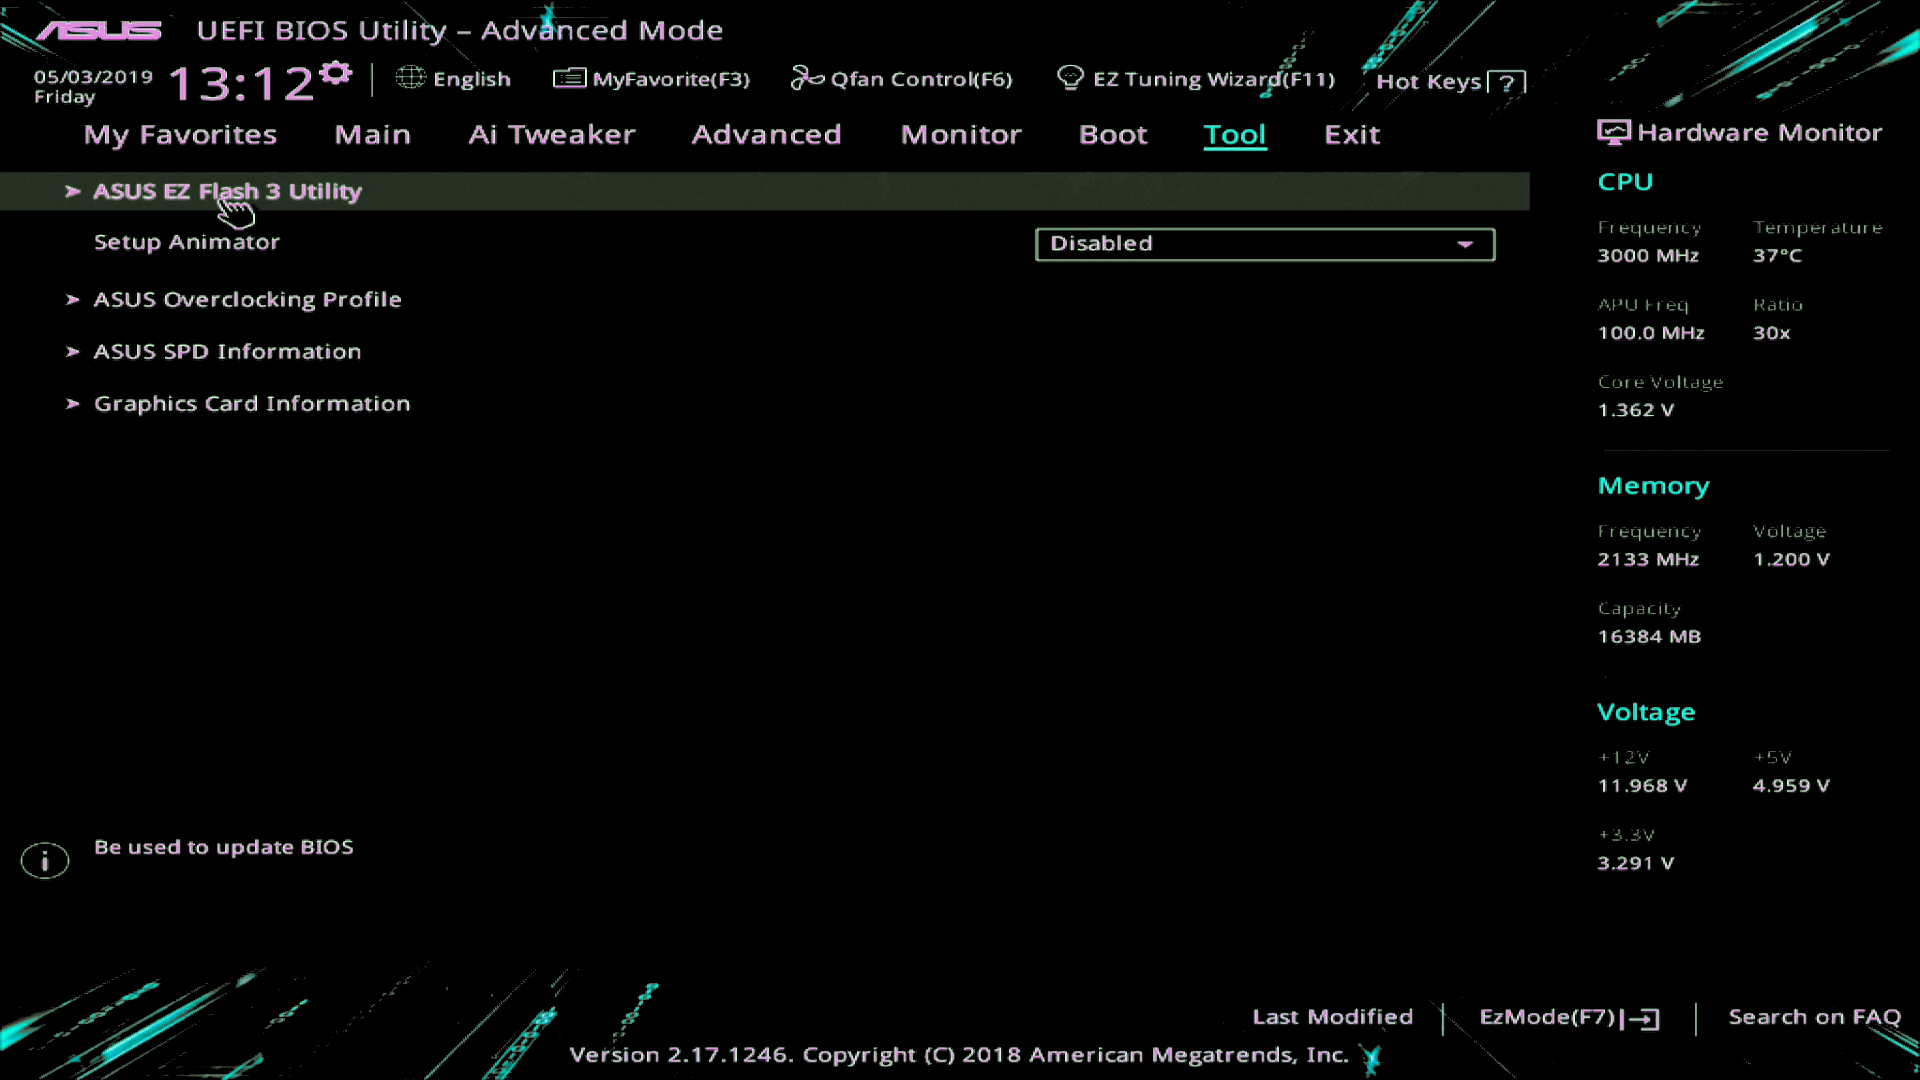 ASUS UEFI BIOS Utility – Advanced Mode
05/03/2019
Friday
13:12
English
MyFavorite(F3)
Qfan Control(F6)
EZ Tuning Wizard(F11)
Hot Keys ?
My Favorites Main Ai Tweaker Advanced Monitor Boot Tool Exit
> ASUS EZ Flash 3 Utility
Setup Animator Disabled
> ASUS Overclocking Profile
> ASUS SPD Information
> Graphics Card Information
i Be used to update BIOS
Hardware Monitor
CPU
Frequency Temperature
3000 MHz 37°C
APU Freq Ratio
100.0 MHz 30x
Core Voltage
1.362 V
Memory
Frequency Voltage
2133 MHz 1.200 V
Capacity
16384 MB
Voltage
+12V +5V
11.968 V 4.959 V
+3.3V
3.291 V
Last Modified EzMode(F7) Search on FAQ
Version 2.17.1246. Copyright (C) 2018 American Megatrends, Inc.